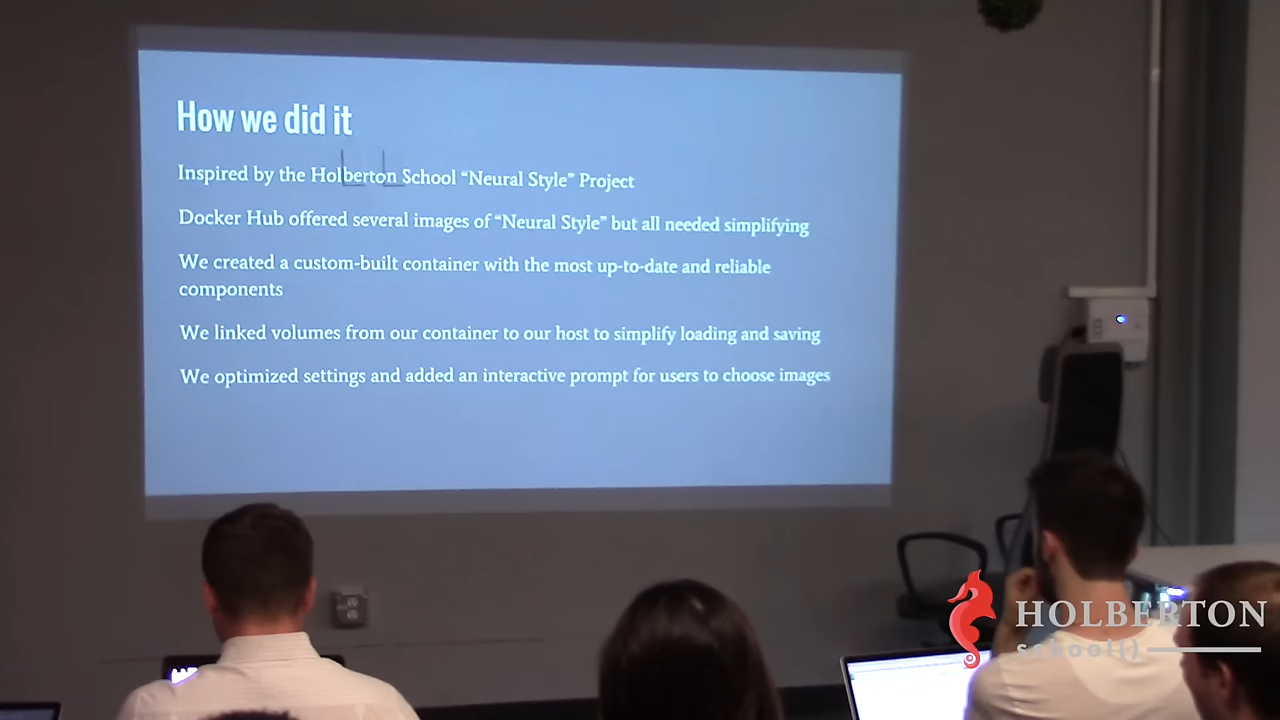 How we did it
Inspired by the Holberton School “Neural Style” Project
Docker Hub offered several images of “Neural Style” but all needed simplifying
We created a custom-built container with the most up-to-date and reliable
components
We linked volumes from our container to our host to simplify loading and saving
We optimized settings and added an interactive prompt for users to choose images
HOLBERTON
school()